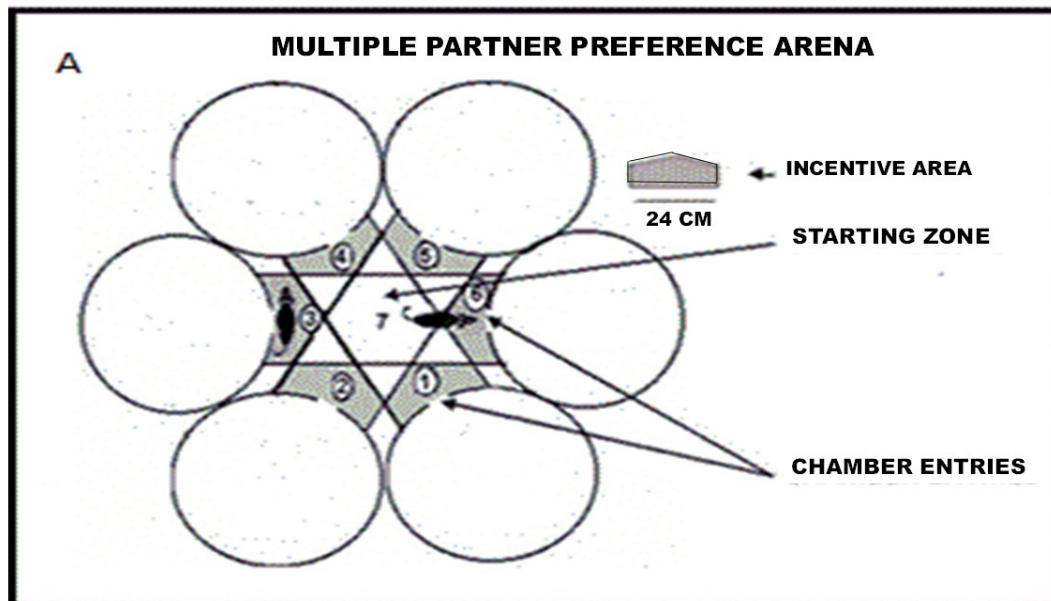 A
MULTIPLE PARTNER PREFERENCE ARENA
INCENTIVE AREA
24 CM
STARTING ZONE
4
5
6
3
7
2
1
CHAMBER ENTRIES